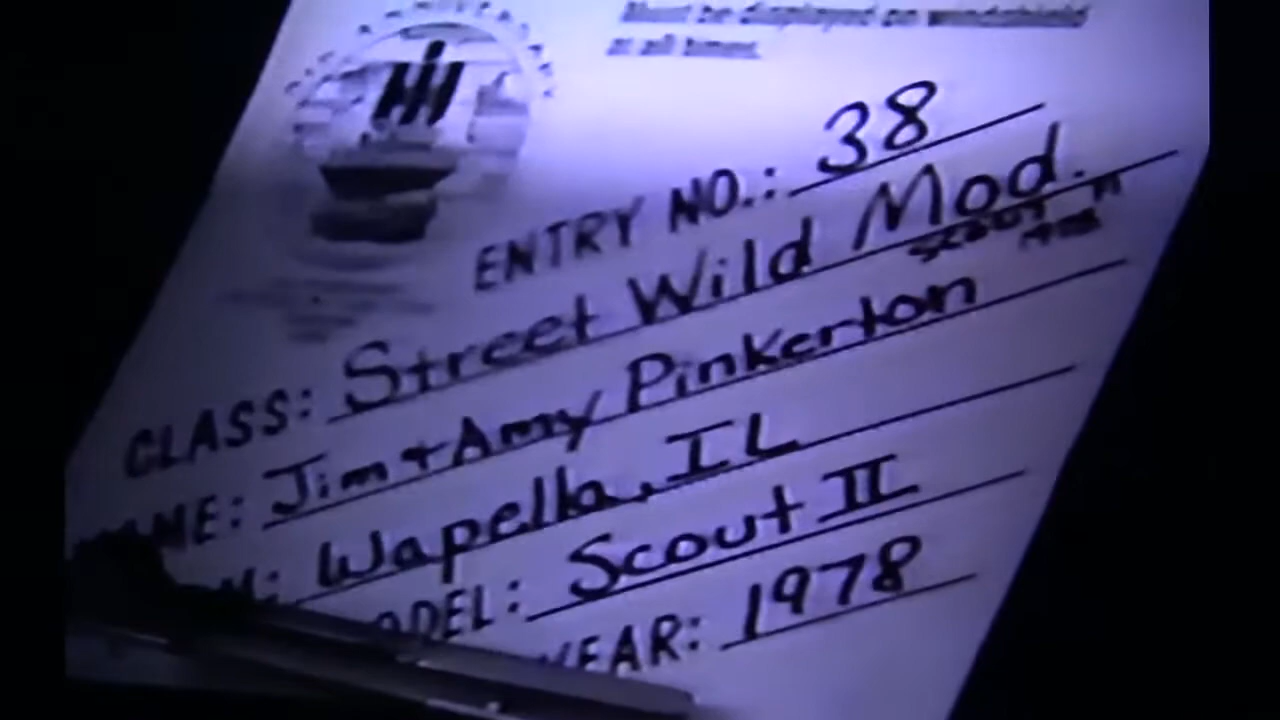 Must be displayed on windshield
at all times.
ENTRY NO.: 38
CLASS: Street Wild Mod.
SCOUT II
1978
NAME: Jim + Amy Pinkerton
Wapella, IL
MODEL: Scout II
YEAR: 1978